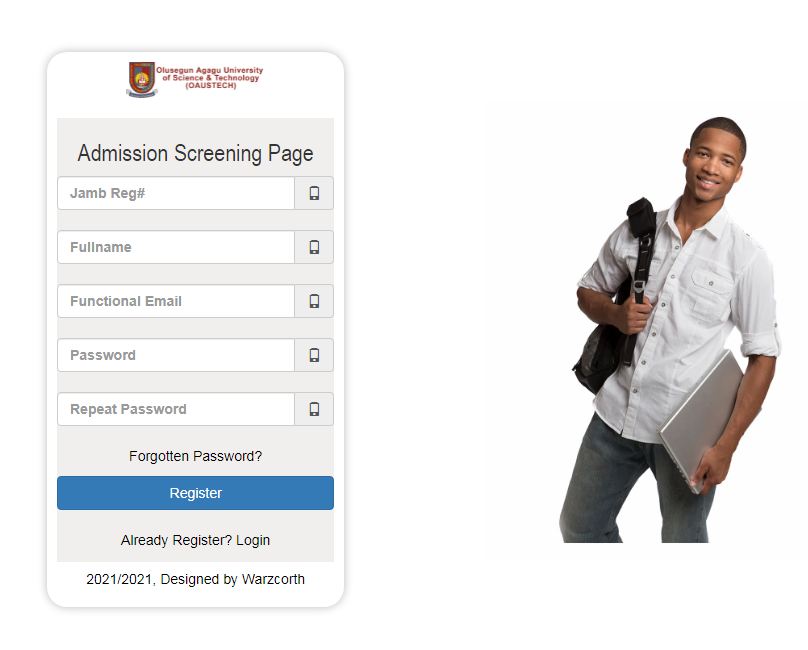 Olusegun Agagu University
of Science & Technology
(OAUSTECH)
Admission Screening Page
Jamb Reg#
Fullname
Functional Email
Password
Repeat Password
Forgotten Password?
Register
Already Register? Login
2021/2021, Designed by Warzcorth